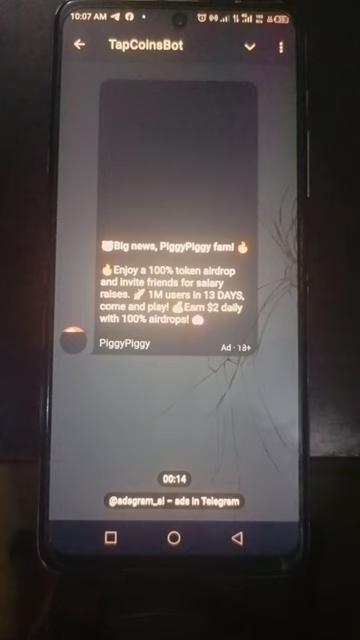 10:07 AM
TapCoinsBot
🐷Big news, PiggyPiggy fam! 🔥
🔥Enjoy a 100% token airdrop
and invite friends for salary
raises. 🚀 1M users in 13 DAYS,
come and play! 💰Earn $2 daily
with 100% airdrops!
PiggyPiggy
Ad · 18+
00:14
@adsgram_ai – ads in Telegram